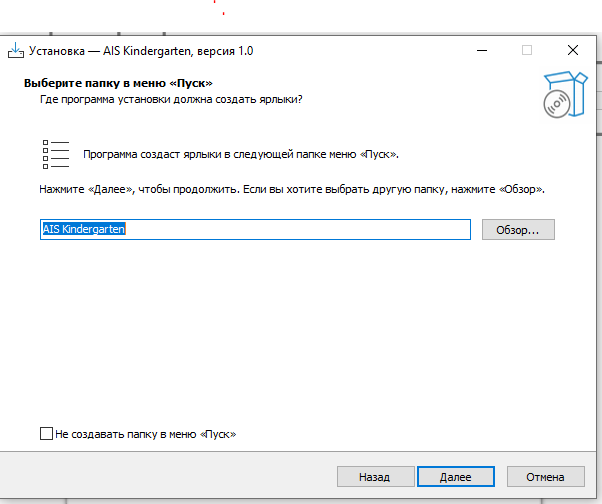 Установка — AIS Kindergarten, версия 1.0
Выберите папку в меню «Пуск»
Где программа установки должна создать ярлыки?
Программа создаст ярлыки в следующей папке меню «Пуск».
Нажмите «Далее», чтобы продолжить. Если вы хотите выбрать другую папку, нажмите «Обзор».
AIS Kindergarten
Обзор...
Не создавать папку в меню «Пуск»
Назад
Далее
Отмена